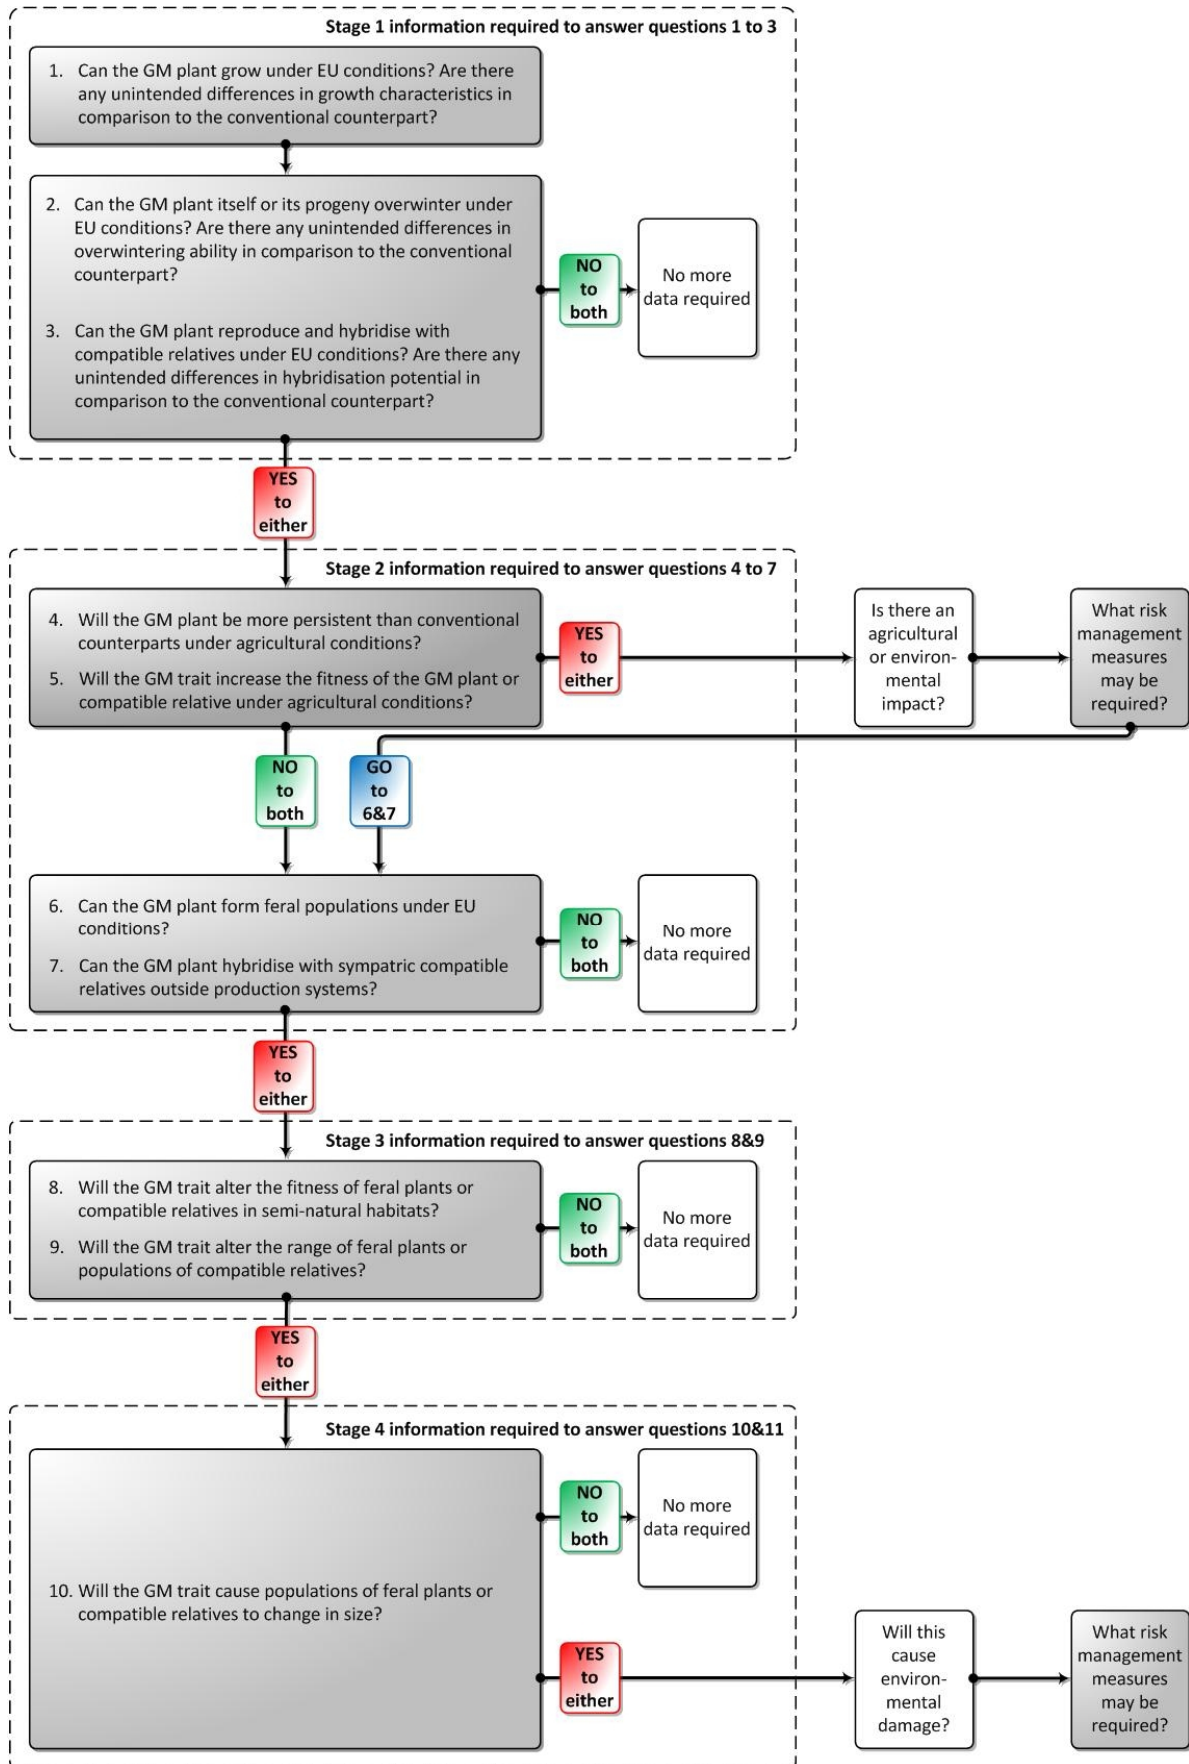 Stage 1 information required to answer questions 1 to 3
1. Can the GM plant grow under EU conditions? Are there
any unintended differences in growth characteristics in
comparison to the conventional counterpart?
2. Can the GM plant itself or its progeny overwinter under
EU conditions? Are there any unintended differences in
overwintering ability in comparison to the conventional
counterpart?
3. Can the GM plant reproduce and hybridise with
compatible relatives under EU conditions? Are there any
unintended differences in hybridisation potential in
comparison to the conventional counterpart?
NO
to
both
No more
data required
YES
to
either
Stage 2 information required to answer questions 4 to 7
4. Will the GM plant be more persistent than conventional
counterparts under agricultural conditions?
5. Will the GM trait increase the fitness of the GM plant or
compatible relative under agricultural conditions?
YES
to
either
Is there an
agricultural
or environ-
mental
impact?
What risk
management
measures
may be
required?
NO
to
both
GO
to
6&7
6. Can the GM plant form feral populations under EU
conditions?
7. Can the GM plant hybridise with sympatric compatible
relatives outside production systems?
NO
to
both
No more
data required
YES
to
either
Stage 3 information required to answer questions 8&9
8. Will the GM trait alter the fitness of feral plants or
compatible relatives in semi-natural habitats?
9. Will the GM trait alter the range of feral plants or
populations of compatible relatives?
NO
to
both
No more
data required
YES
to
either
Stage 4 information required to answer questions 10&11
10. Will the GM trait cause populations of feral plants or
compatible relatives to change in size?
NO
to
both
No more
data required
YES
to
either
Will this
cause
environ-
mental
damage?
What risk
management
measures
may be
required?